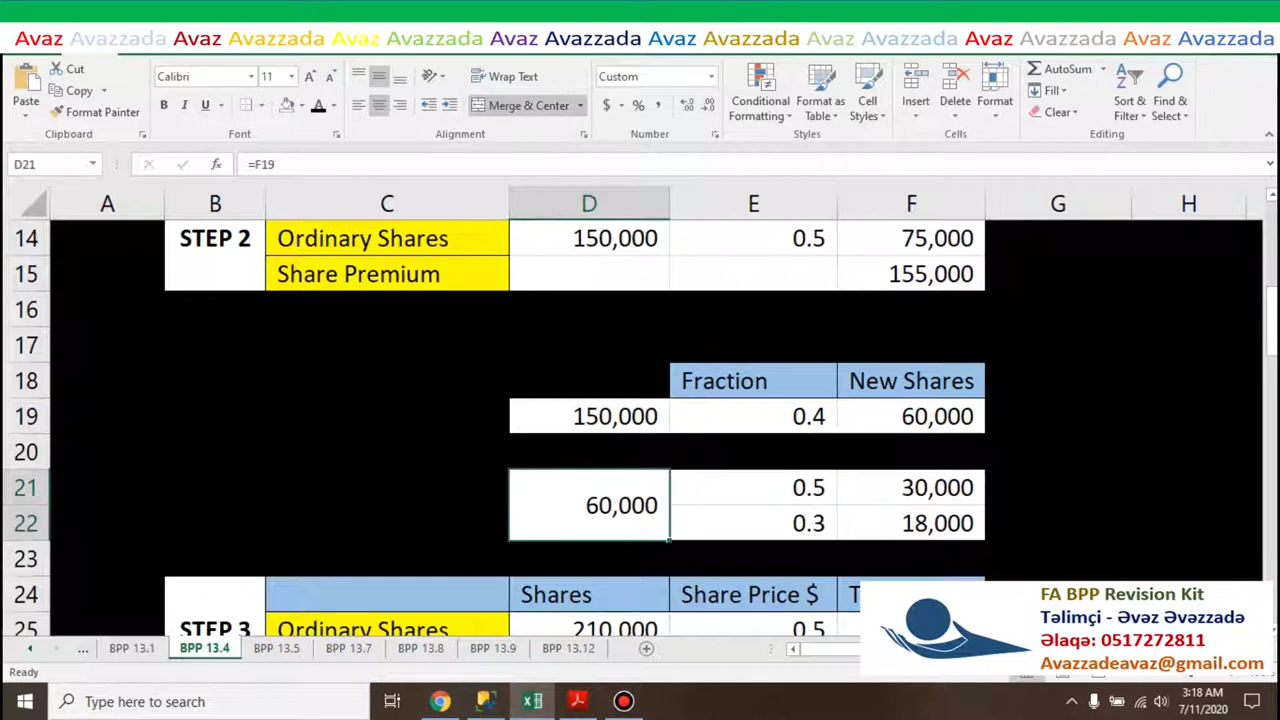 Avaz Avazzada Avaz Avazzada Avaz Avazzada Avaz Avazzada Avaz Avazzada Avaz Avazzada Avaz Avazzada Avaz Avazzada
Paste
Cut
Copy
Format Painter
Clipboard
Calibri 11
B I U
Font
Wrap Text
Merge & Center
Alignment
Custom
$ % ,
Number
Conditional Formatting
Format as Table
Cell Styles
Styles
Insert Delete Format
Cells
AutoSum
Fill
Clear
Sort & Filter
Find & Select
Editing
D21 fx =F19
A B C D E F G H
14 STEP 2 Ordinary Shares 150,000 0.5 75,000
15 Share Premium 155,000
16
17
18 Fraction New Shares
19 150,000 0.4 60,000
20
21 60,000 0.5 30,000
22 0.3 18,000
23
24 Shares Share Price $ T
25 STEP 3 Ordinary Shares 210,000 0.5
FA BPP Revision Kit
Təlimçi - Əvəz Əvəzzadə
Əlaqə: 0517272811
Avazzadeavaz@gmail.com
... BPP 13.1 BPP 13.4 BPP 13.5 BPP 13.7 BPP 13.8 BPP 13.9 BPP 13.12
Ready
Type here to search
3:18 AM
7/11/2020